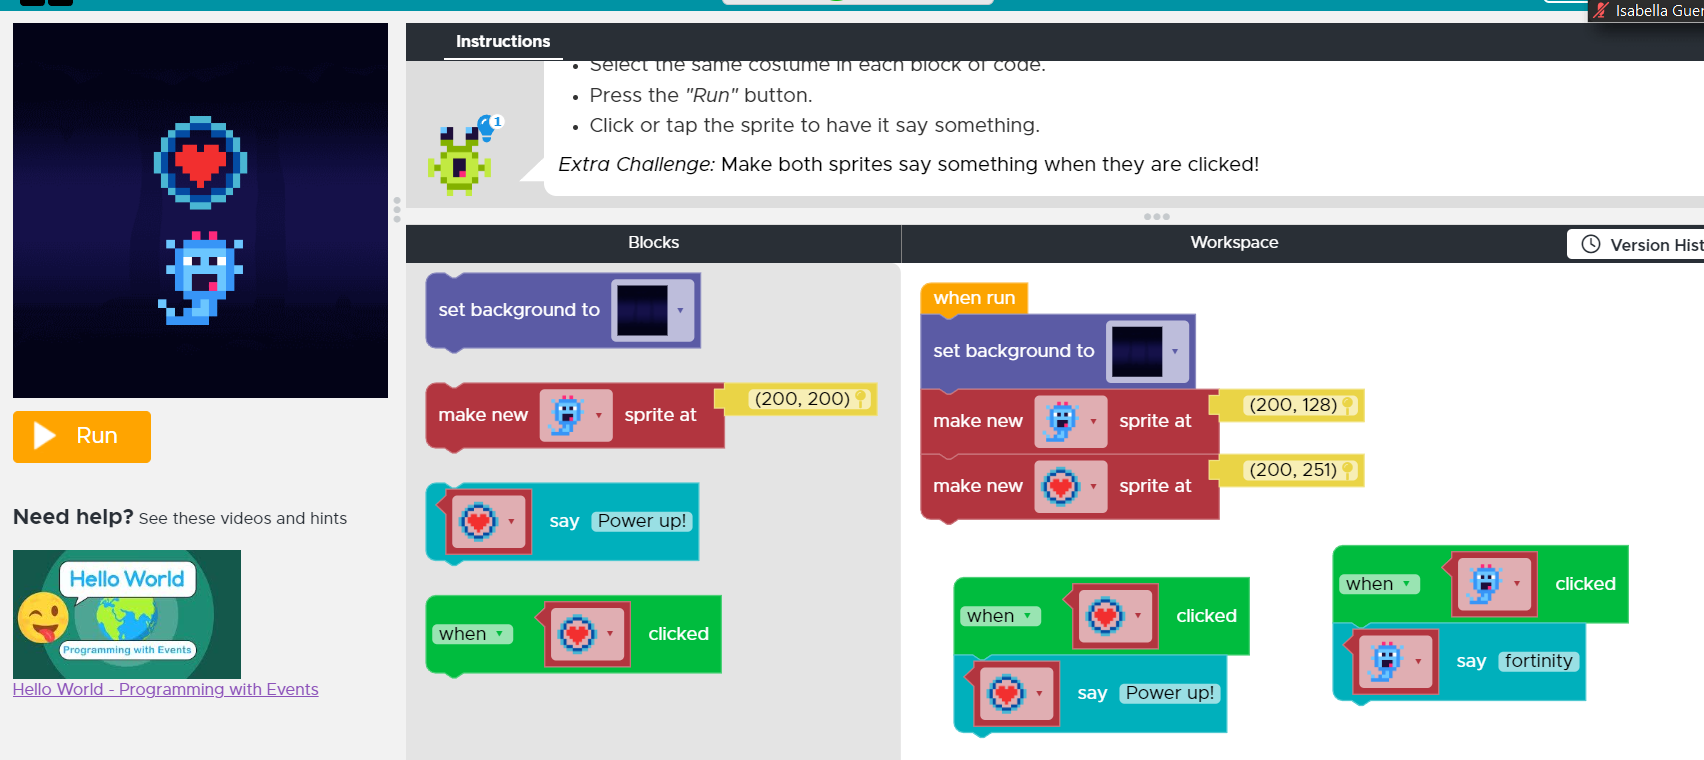 Isabella Guer
Instructions
Select the same costume in each block of code.
Press the "Run" button.
Click or tap the sprite to have it say something.
1
Extra Challenge: Make both sprites say something when they are clicked!
Blocks
Workspace
Version Hist
set background to
make new sprite at (200, 200)
say Power up!
when clicked
when run
set background to
make new sprite at (200, 128)
make new sprite at (200, 251)
when clicked
say Power up!
when clicked
say fortinity
Run
Need help? See these videos and hints
Hello World
Programming with Events
Hello World - Programming with Events